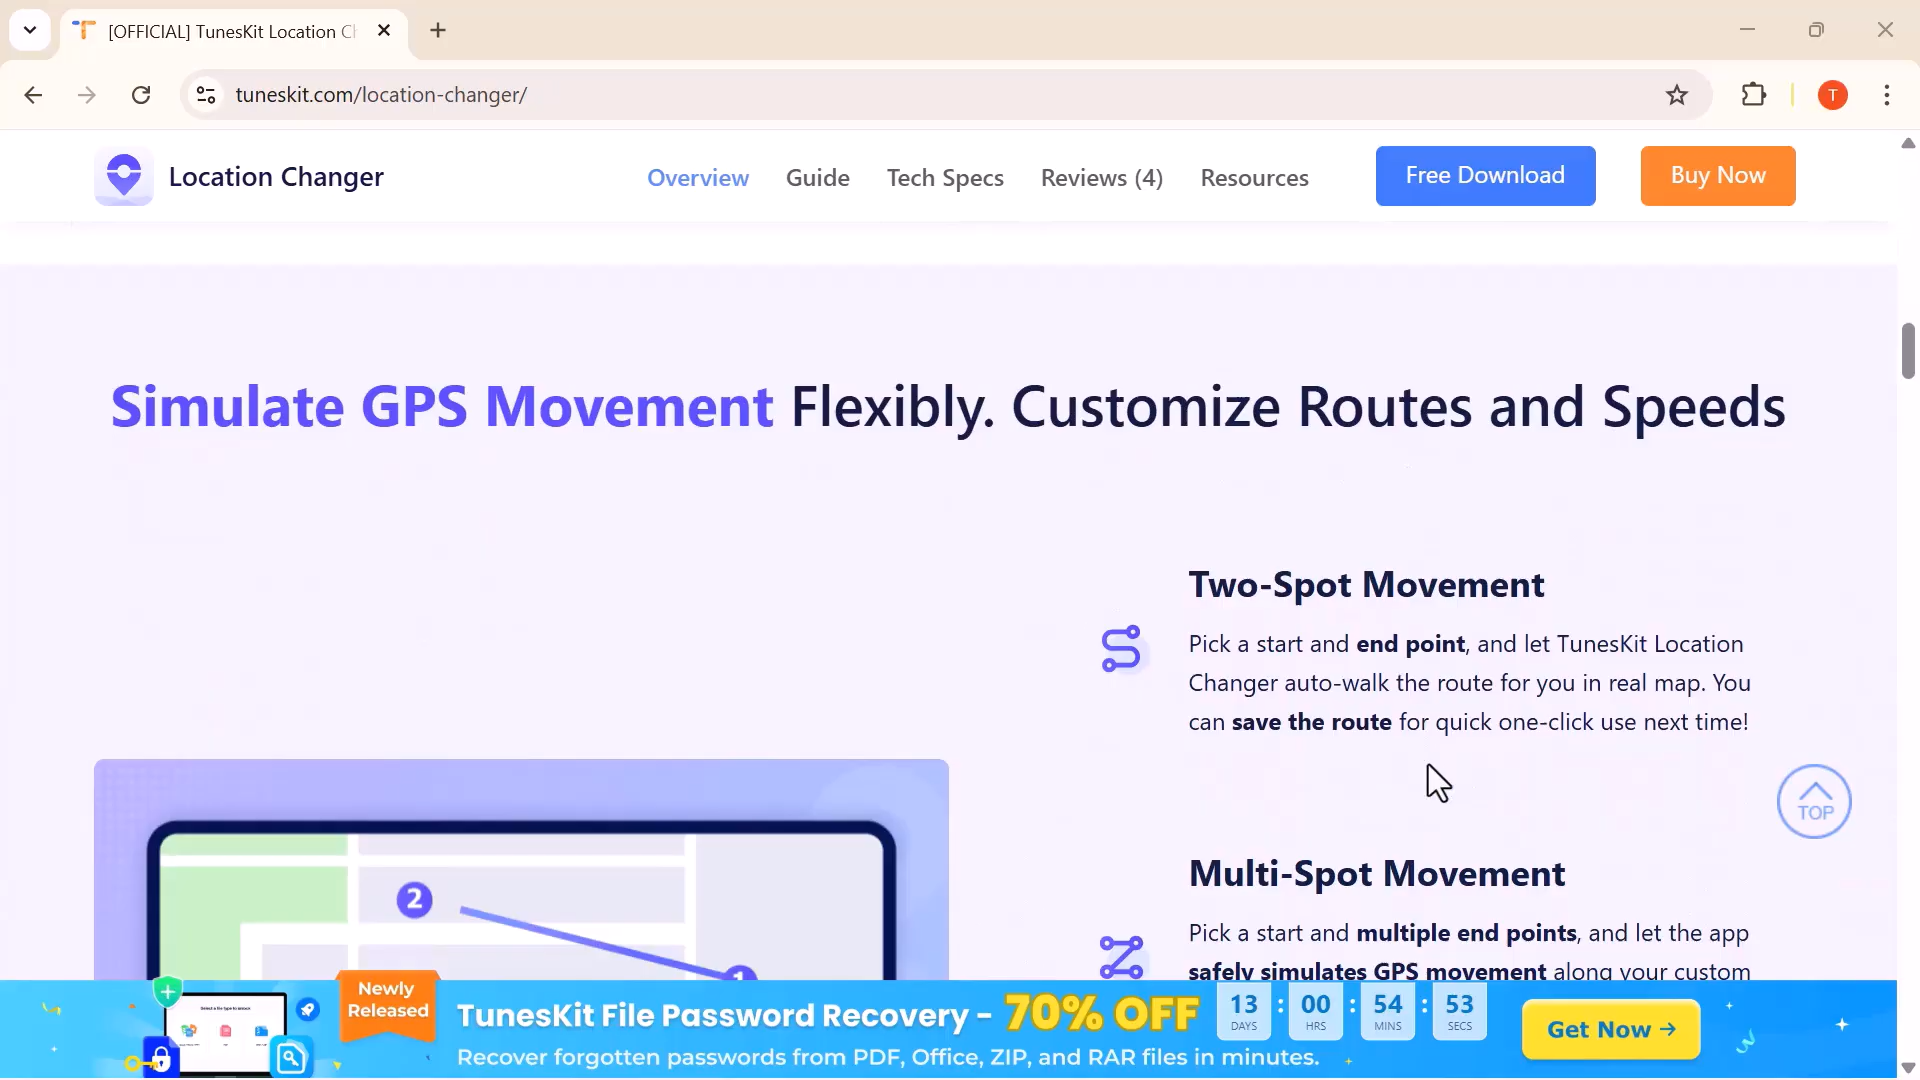 [OFFICIAL] TunesKit Location Ch
tuneskit.com/location-changer/
T
Location Changer
Overview
Guide
Tech Specs
Reviews (4)
Resources
Free Download
Buy Now
Simulate GPS Movement Flexibly. Customize Routes and Speeds
Two-Spot Movement
Pick a start and end point, and let TunesKit Location
Changer auto-walk the route for you in real map. You
can save the route for quick one-click use next time!
TOP
Multi-Spot Movement
Pick a start and multiple end points, and let the app
safely simulates GPS movement along your custom
2
1
Newly
Released
TunesKit File Password Recovery - 70% OFF
13 : 00 : 54 : 53
DAYS HRS MINS SECS
Recover forgotten passwords from PDF, Office, ZIP, and RAR files in minutes.
Get Now →